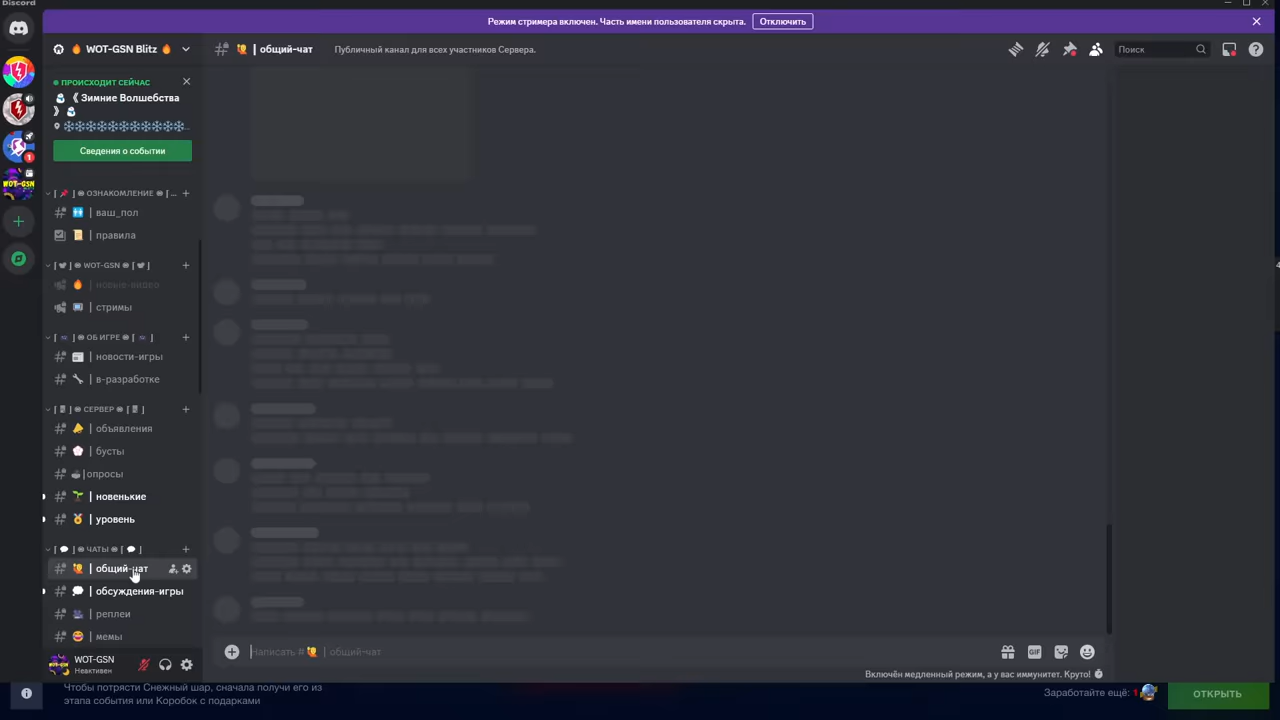 Discord
Режим стримера включен. Часть имени пользователя скрыта.
Отключить
WOT-GSN Blitz
| общий-чат
Публичный канал для всех участников Сервера.
Поиск
ПРОИСХОДИТ СЕЙЧАС
《 Зимние Волшебства
》
Сведения о событии
[ ] ОЗНАКОМЛЕНИЕ [ ...
| ваш_пол
| правила
[ ] WOT-GSN [ ]
| новые-видео
| стримы
[ ] ОБ ИГРЕ [ ]
| новости-игры
| в-разработке
[ ] СЕРВЕР [ ]
| объявления
| бусты
|опросы
| новенькие
| уровень
[ ] ЧАТЫ [ ]
| общий-чат
| обсуждения-игры
| реплеи
| мемы
WOT-GSN
WOT-GSN
Неактивен
Написать # | общий-чат
GIF
Включён медленный режим, а у вас иммунитет. Круто!
Чтобы потрясти Снежный шар, сначала получи его из
этапа события или Коробок с подарками
Заработайте ещё: 1
ОТКРЫТЬ